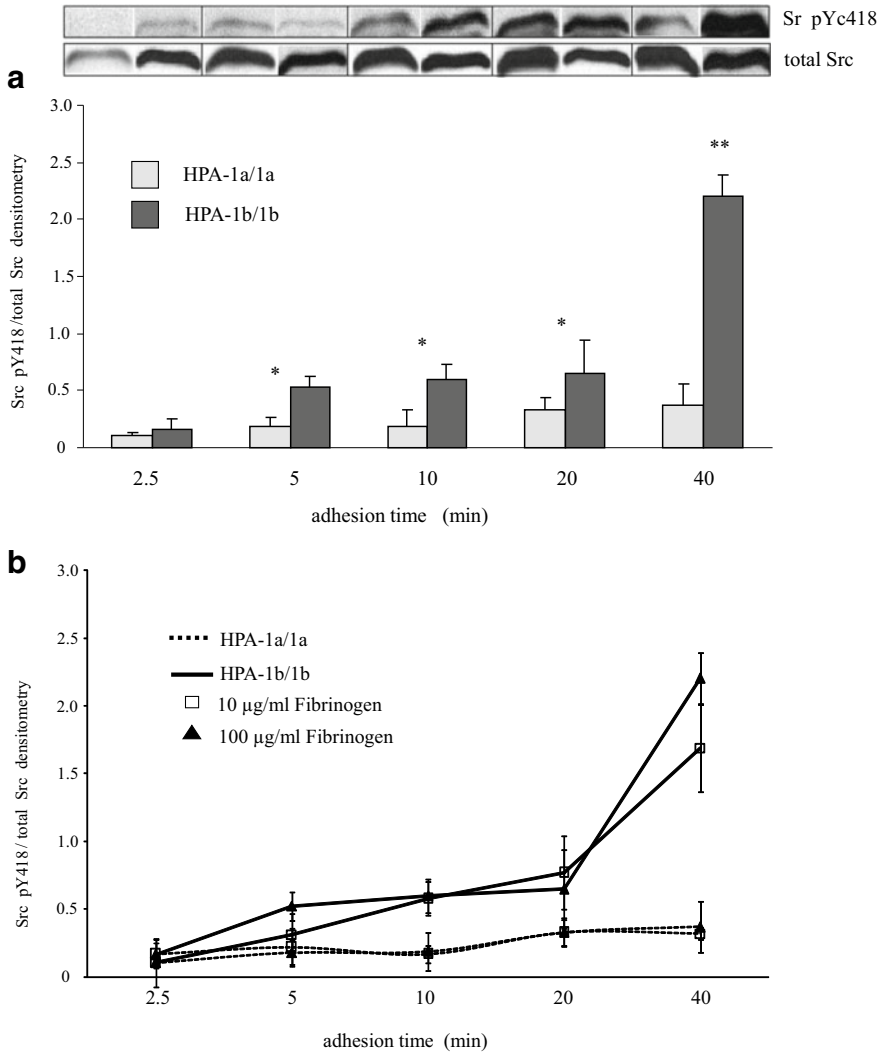 Sr pYc418
total Src
a
Src pY418/total Src densitometry
3.0
2.5
2.0
1.5
1.0
0.5
0
HPA-1a/1a
HPA-1b/1b
*
*
*
**
2.5 5 10 20 40
adhesion time (min)
b
Src pY418/ total Src densitometry
3.0
2.5
2.0
1.5
1.0
0.5
0
HPA-1a/1a
HPA-1b/1b
10 µg/ml Fibrinogen
100 µg/ml Fibrinogen
2.5 5 10 20 40
adhesion time (min)